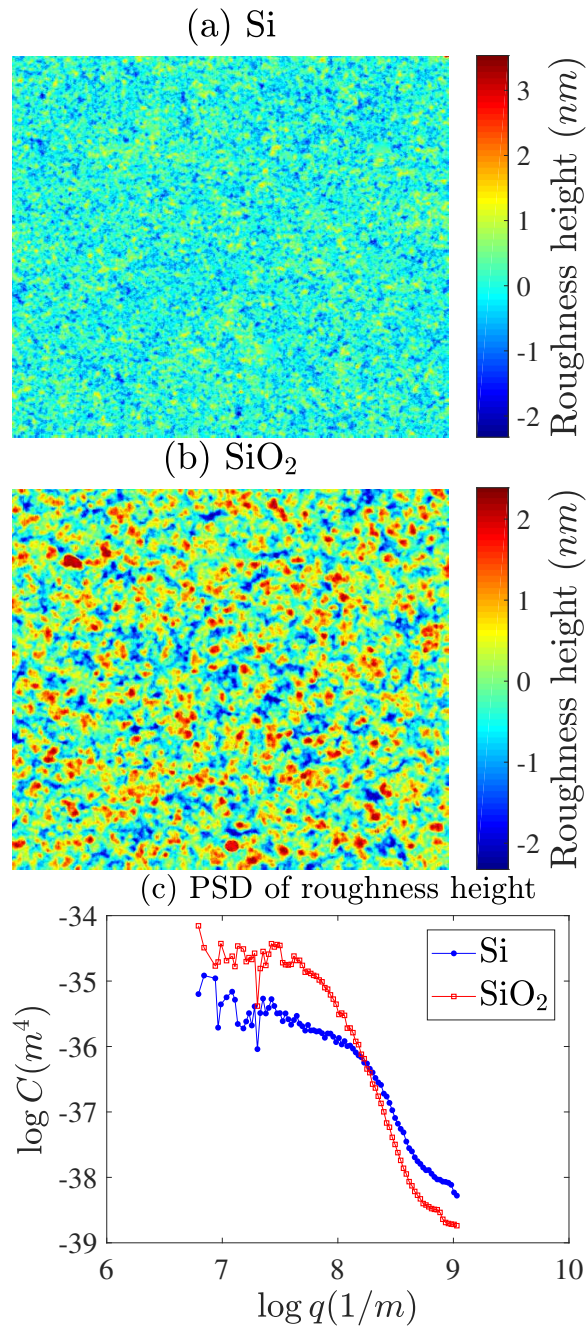 (a) Si
3
2
1
0
-1
-2
Roughness height (nm)
(b) SiO₂
2
1
0
-1
-2
Roughness height (nm)
(c) PSD of roughness height
-34
-35
-36
-37
-38
-39
log C(m⁴)
Si
SiO₂
6 7 8 9 10
log q(1/m)